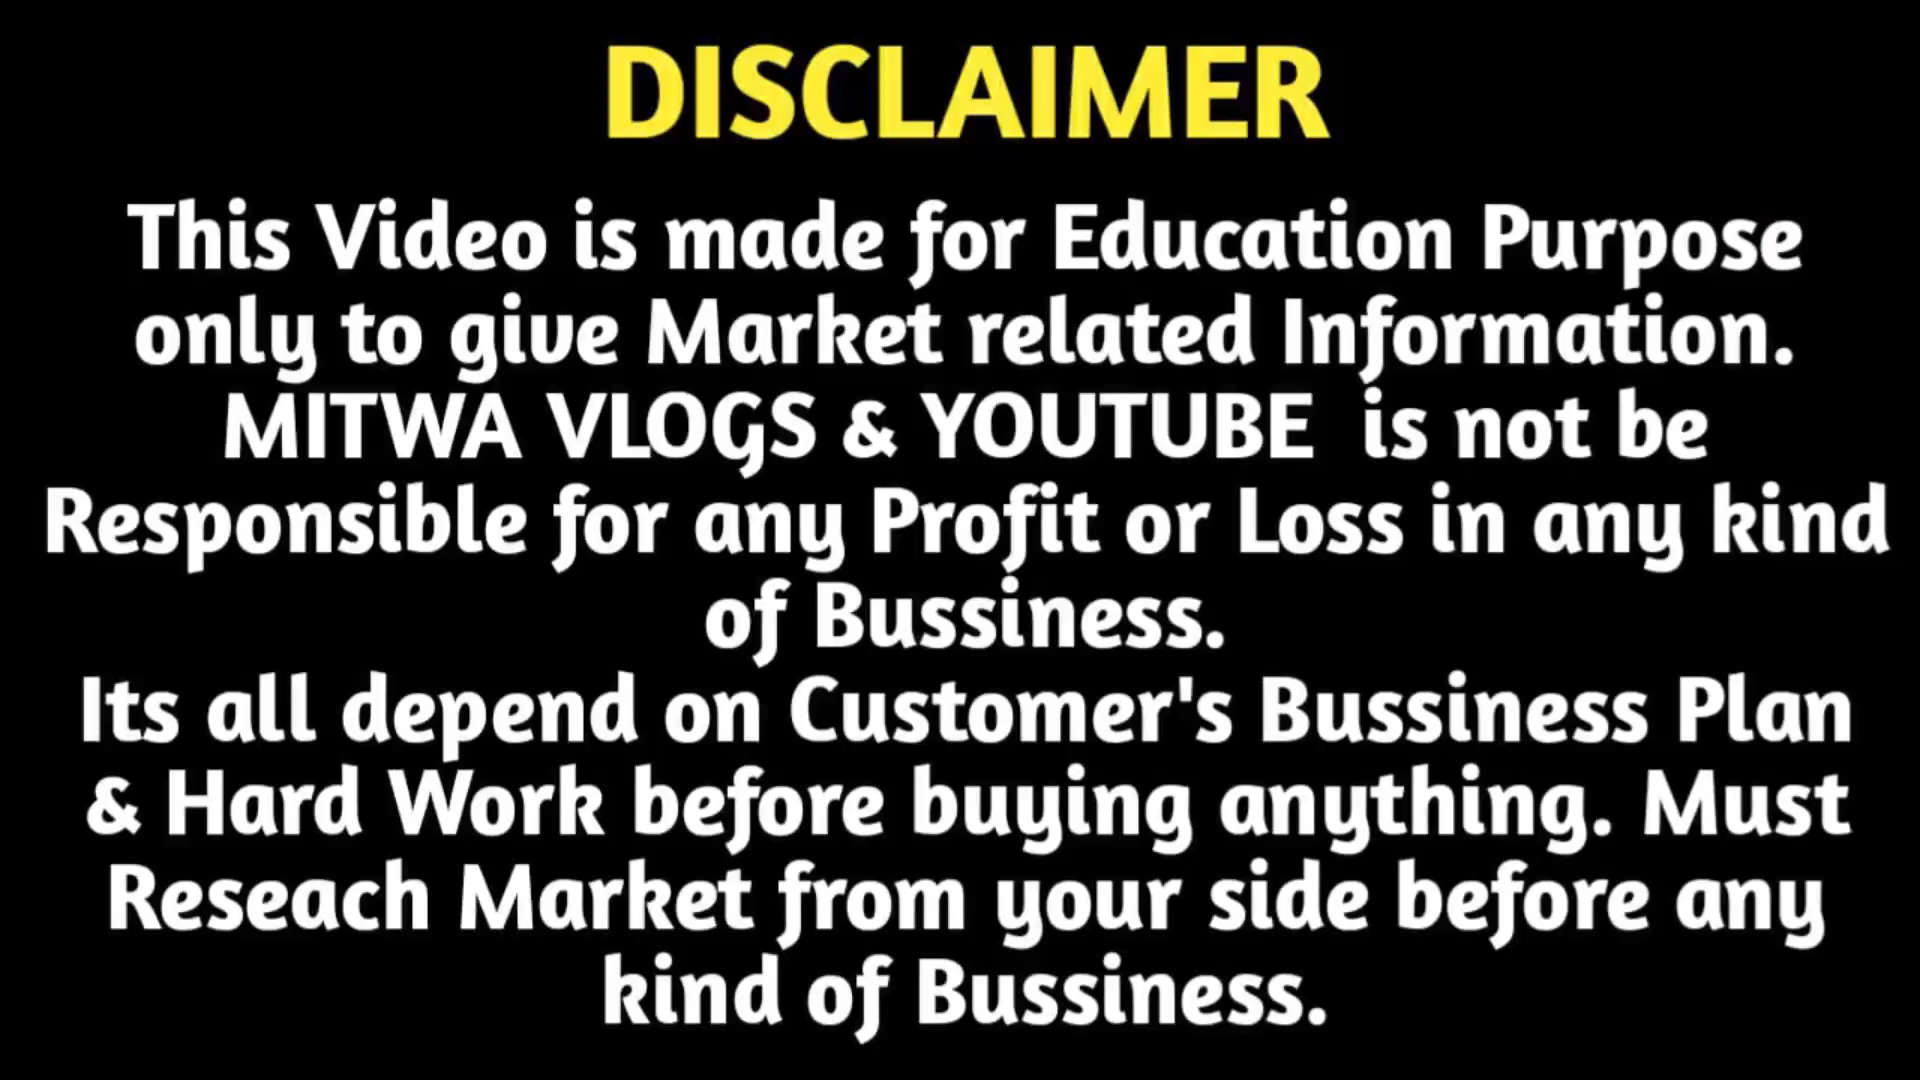 DISCLAIMER
This Video is made for Education Purpose
only to give Market related Information.
MITWA VLOGS & YOUTUBE is not be
Responsible for any Profit or Loss in any kind
of Bussiness.
Its all depend on Customer's Bussiness Plan
& Hard Work before buying anything. Must
Reseach Market from your side before any
kind of Bussiness.